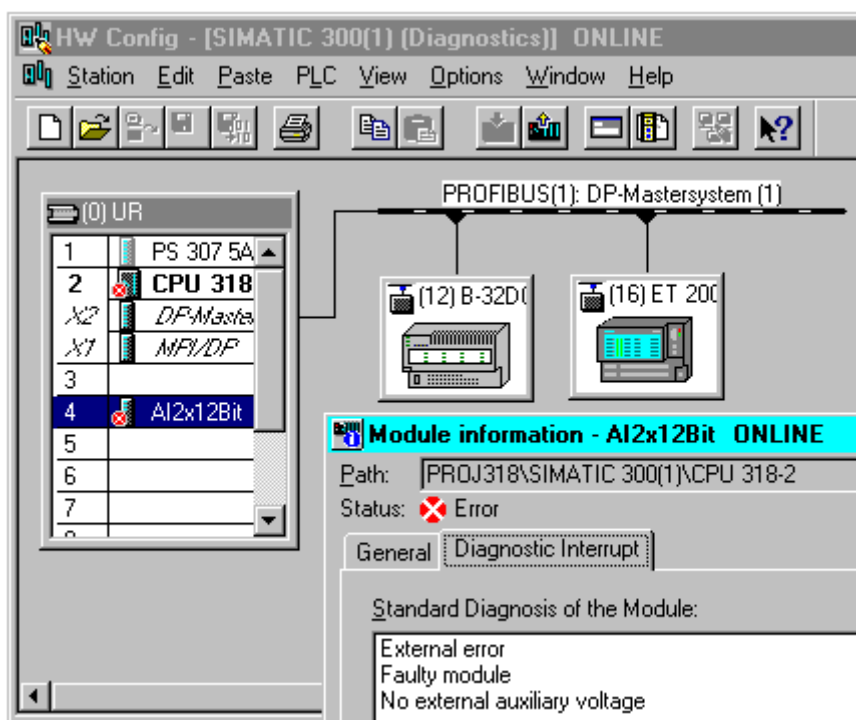 HW Config - [SIMATIC 300(1) (Diagnostics)] ONLINE
Station Edit Paste PLC View Options Window Help
PROFIBUS(1): DP-Mastersystem (1)
(0) UR
1 PS 307 5A
2 CPU 318
X2 DP-Master
X1 MPI/DP
3
4 AI2x12Bit
5
6
7
(12) B-32D
(16) ET 200
Module information - AI2x12Bit ONLINE
Path: PROJ318\SIMATIC 300(1)\CPU 318-2
Status: Error
General Diagnostic Interrupt
Standard Diagnosis of the Module:
External error
Faulty module
No external auxiliary voltage